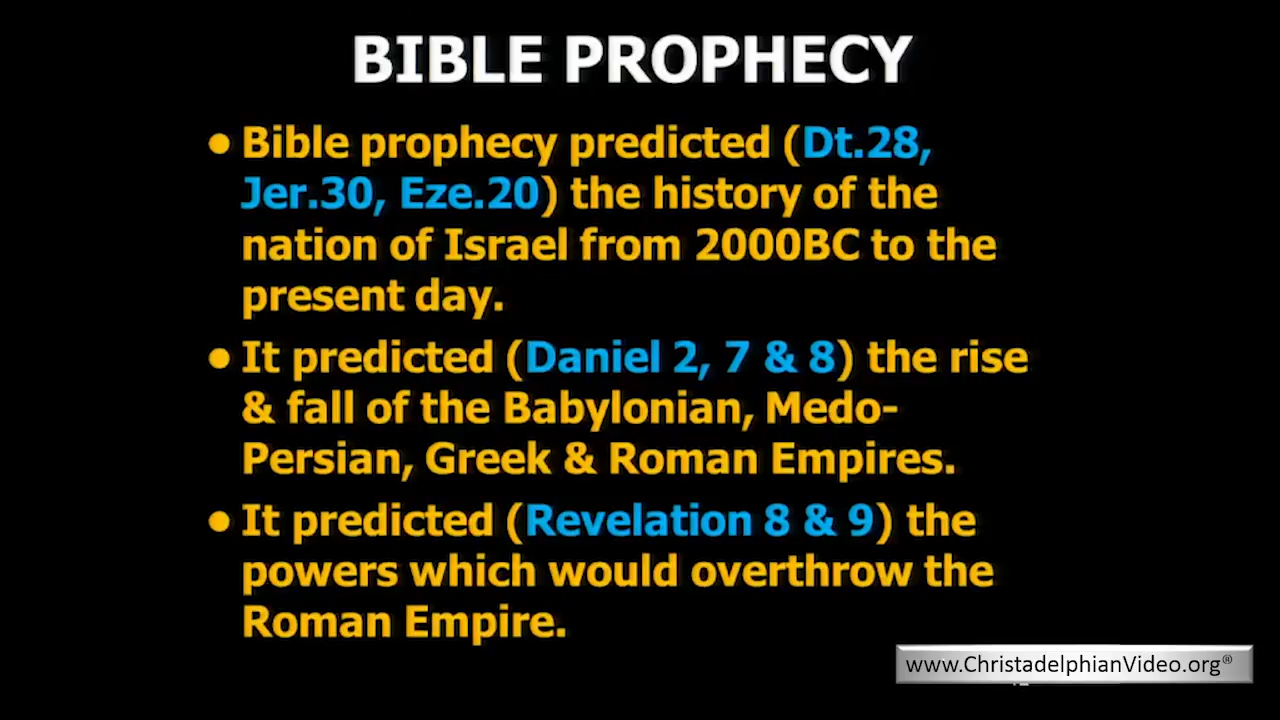 BIBLE PROPHECY
● Bible prophecy predicted (Dt.28,
Jer.30, Eze.20) the history of the
nation of Israel from 2000BC to the
present day.
● It predicted (Daniel 2, 7 & 8) the rise
& fall of the Babylonian, Medo-
Persian, Greek & Roman Empires.
● It predicted (Revelation 8 & 9) the
powers which would overthrow the
Roman Empire.
www.ChristadelphianVideo.org®